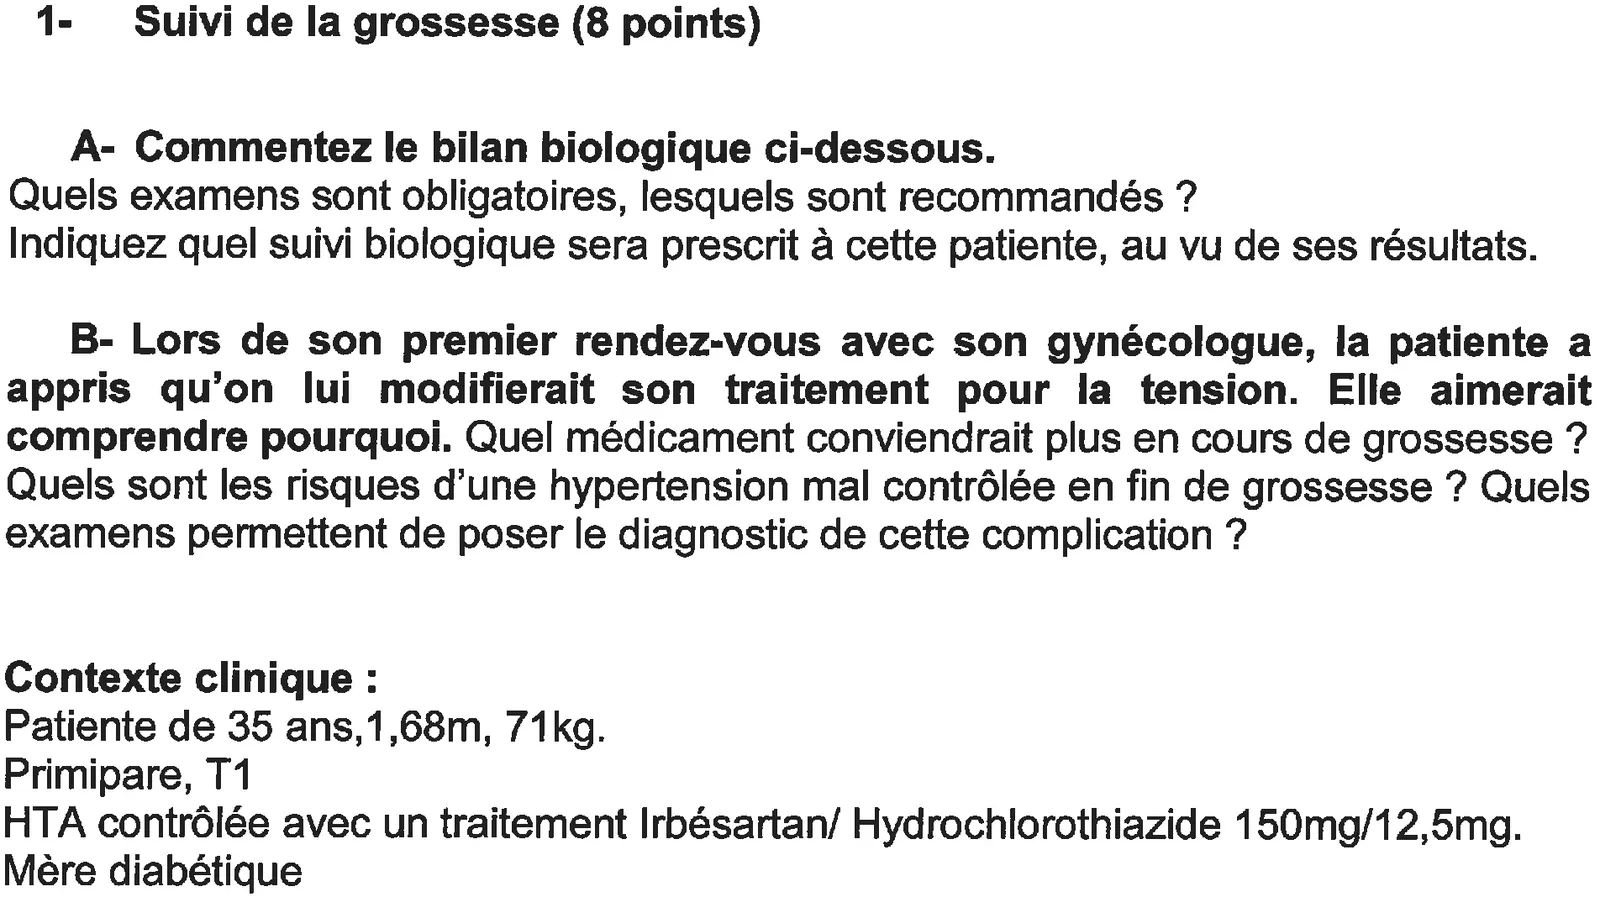 1- Suivi de la grossesse (8 points)
A- Commentez le bilan biologique ci-dessous.
Quels examens sont obligatoires, lesquels sont recommandés ?
Indiquez quel suivi biologique sera prescrit à cette patiente, au vu de ses résultats.
B- Lors de son premier rendez-vous avec son gynécologue, la patiente a
appris qu'on lui modifierait son traitement pour la tension. Elle aimerait
comprendre pourquoi. Quel médicament conviendrait plus en cours de grossesse ?
Quels sont les risques d'une hypertension mal contrôlée en fin de grossesse ? Quels
examens permettent de poser le diagnostic de cette complication ?
Contexte clinique :
Patiente de 35 ans,1,68m, 71kg.
Primipare, T1
HTA contrôlée avec un traitement Irbésartan/ Hydrochlorothiazide 150mg/12,5mg.
Mère diabétique